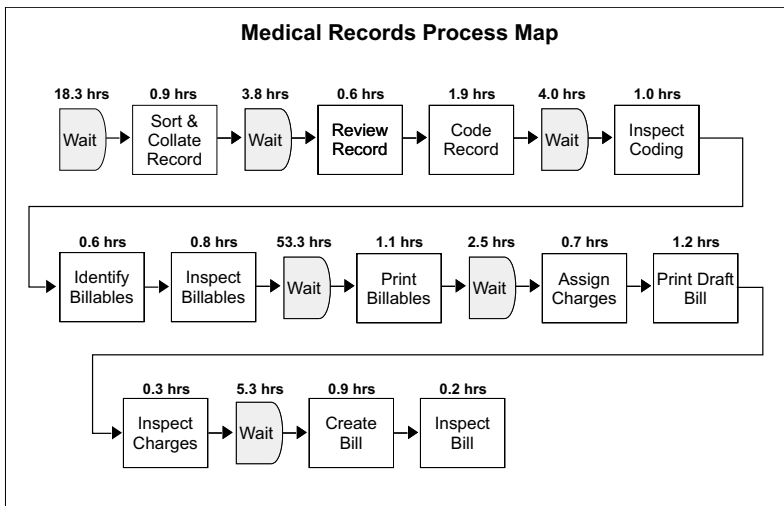 Medical Records Process Map
18.3 hrs
0.9 hrs
3.8 hrs
0.6 hrs
1.9 hrs
4.0 hrs
1.0 hrs
Wait
Sort &
Collate
Record
Wait
Review
Record
Code
Record
Wait
Inspect
Coding
0.6 hrs
0.8 hrs
53.3 hrs
1.1 hrs
2.5 hrs
0.7 hrs
1.2 hrs
Identify
Billables
Inspect
Billables
Wait
Print
Billables
Wait
Assign
Charges
Print Draft
Bill
0.3 hrs
5.3 hrs
0.9 hrs
0.2 hrs
Inspect
Charges
Wait
Create
Bill
Inspect
Bill